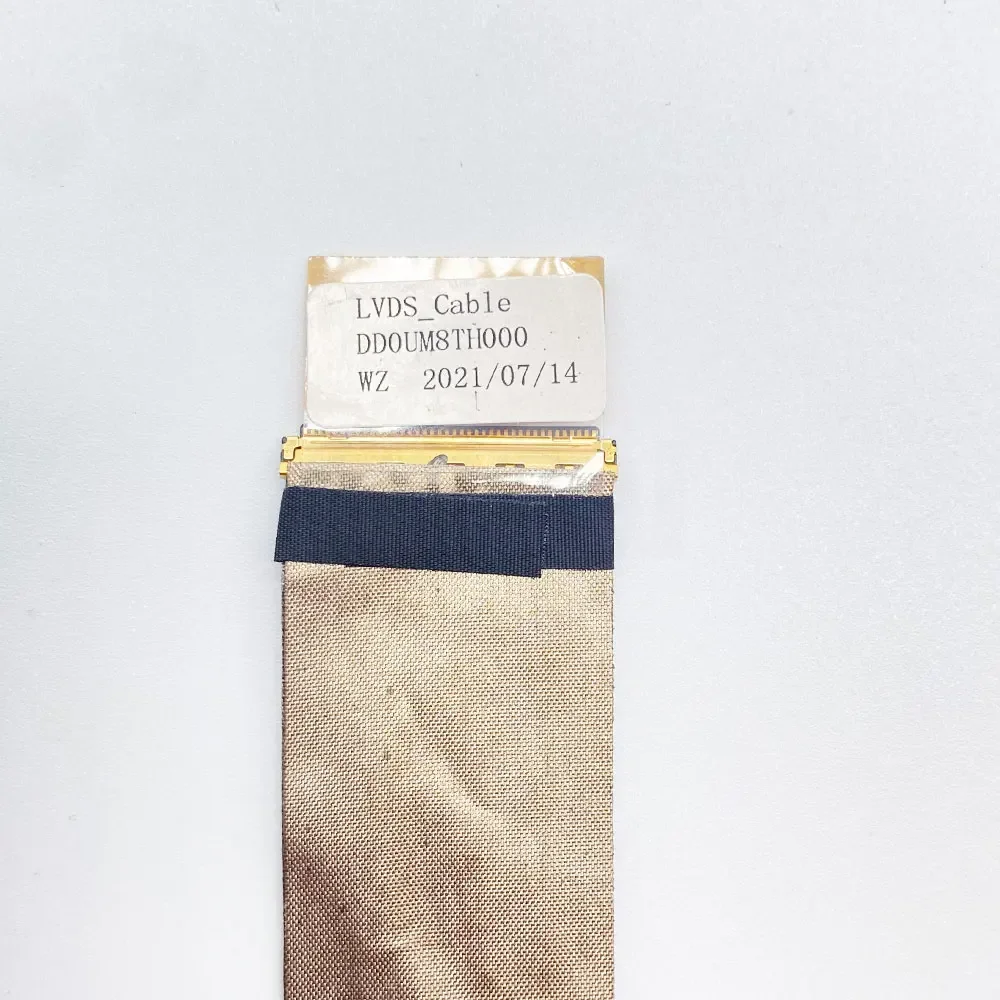 LVDS_Cable
DD0UM8TH000
WZ 2021/07/14